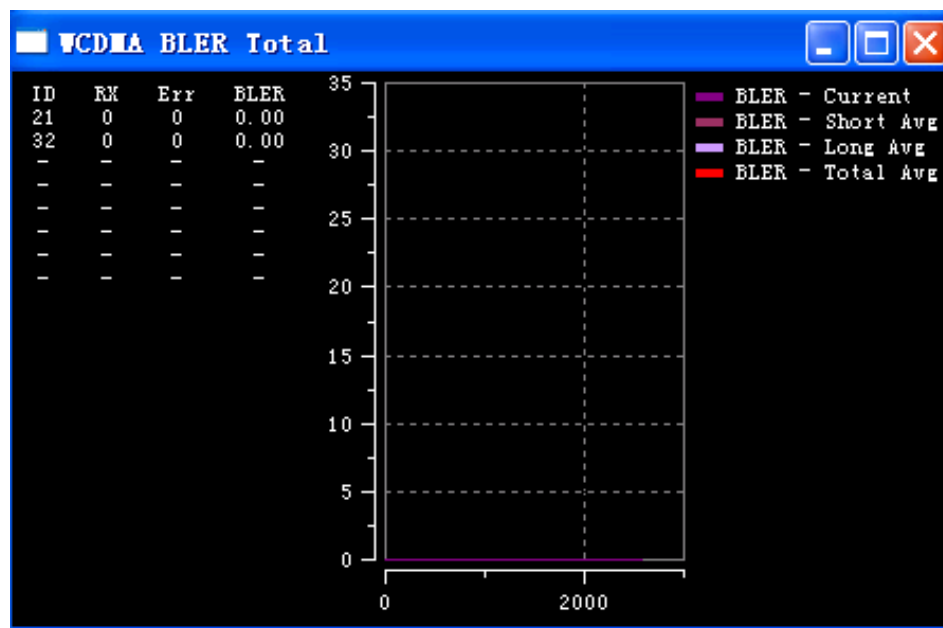 WCDMA BLER Total
ID RX Err BLER
21 0 0 0.00
32 0 0 0.00
- - - -
- - - -
- - - -
- - - -
- - - -
- - - -
35
30
25
20
15
10
5
0
0 2000
BLER - Current
BLER - Short Avg
BLER - Long Avg
BLER - Total Avg